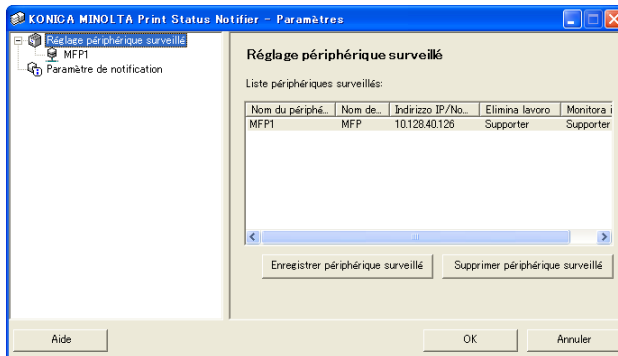 KONICA MINOLTA Print Status Notifier - Paramètres
Réglage périphérique surveillé
MFP1
Paramètre de notification
Réglage périphérique surveillé
Liste périphériques surveillés:
Nom du périphé... Nom de... Indirizzo IP/No... Elimina lavoro Monitora i
MFP1 MFP 10.128.40.126 Supporter Supporter
Enregistrer périphérique surveillé Supprimer périphérique surveillé
Aide OK Annuler